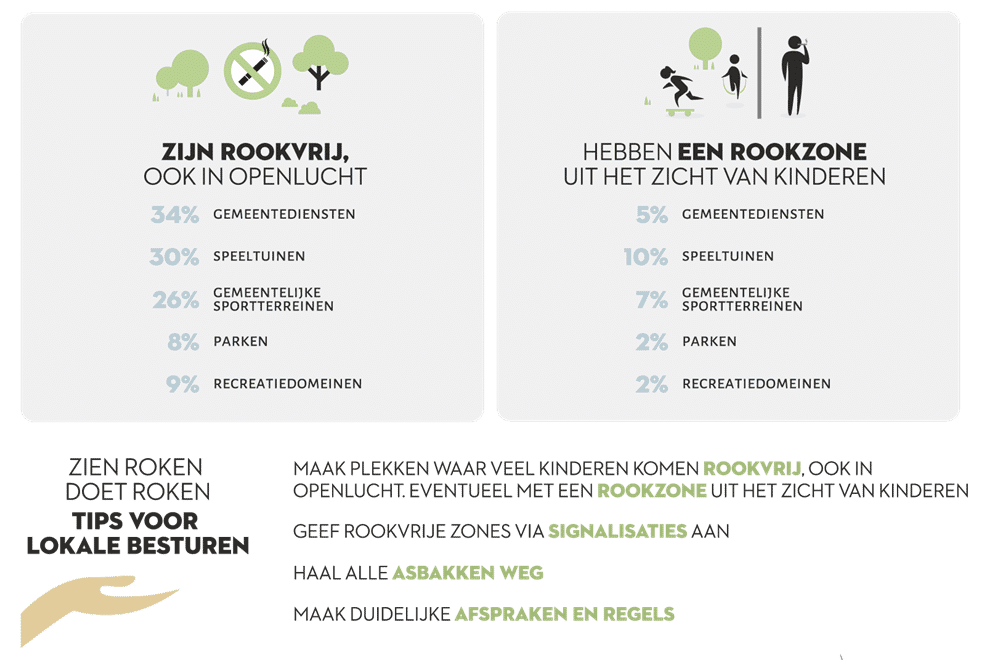 ZIJN ROOKVRIJ,
OOK IN OPENLUCHT
34% GEMEENTEDIENSTEN
30% SPEELTUINEN
26% GEMEENTELIJKE
SPORTTERREINEN
8% PARKEN
9% RECREATIEDOMEINEN
HEBBEN EEN ROOKZONE
UIT HET ZICHT VAN KINDEREN
5% GEMEENTEDIENSTEN
10% SPEELTUINEN
7% GEMEENTELIJKE
SPORTTERREINEN
2% PARKEN
2% RECREATIEDOMEINEN
ZIEN ROKEN
DOET ROKEN
TIPS VOOR
LOKALE BESTUREN
MAAK PLEKKEN WAAR VEEL KINDEREN KOMEN ROOKVRIJ, OOK IN
OPENLUCHT. EVENTUEEL MET EEN ROOKZONE UIT HET ZICHT VAN KINDEREN
GEEF ROOKVRIJE ZONES VIA SIGNALISATIES AAN
HAAL ALLE ASBAKKEN WEG
MAAK DUIDELIJKE AFSPRAKEN EN REGELS